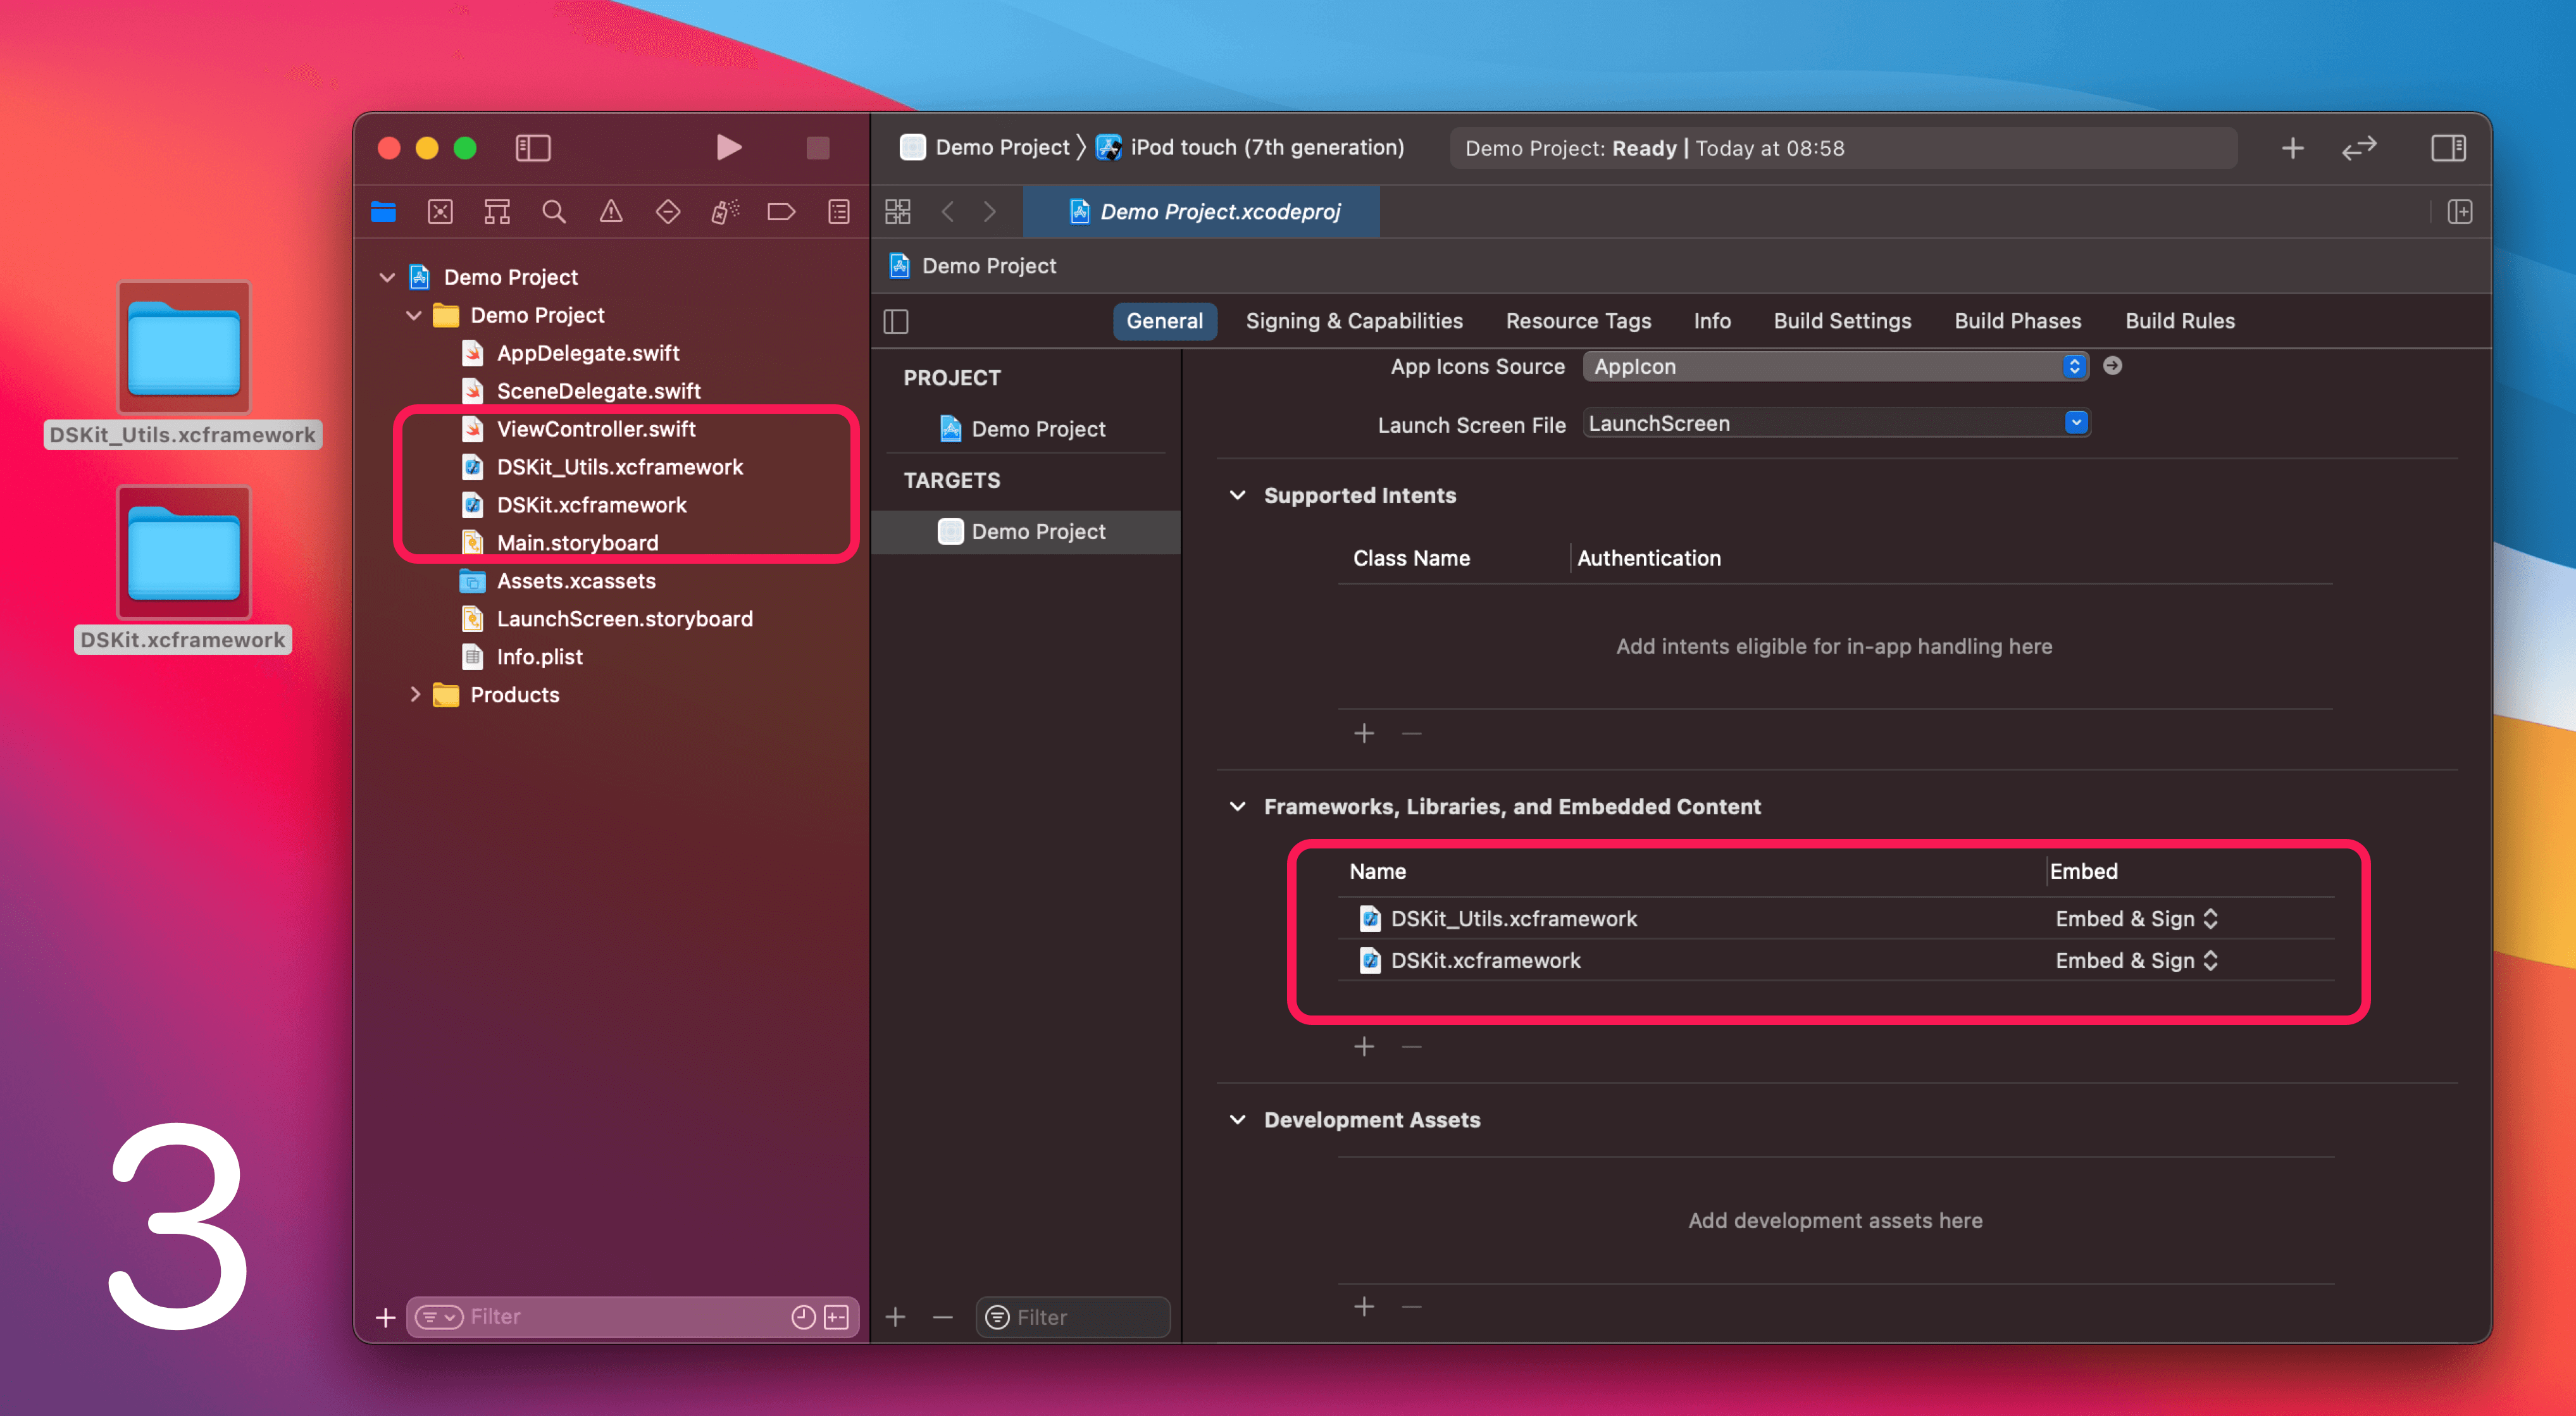 DSKit_Utils.xcframework
DSKit.xcframework
3
Demo Project
iPod touch (7th generation)
Demo Project: Ready | Today at 08:58
Demo Project.xcodeproj
Demo Project
Demo Project
Demo Project
AppDelegate.swift
SceneDelegate.swift
ViewController.swift
DSKit_Utils.xcframework
DSKit.xcframework
Main.storyboard
Assets.xcassets
LaunchScreen.storyboard
Info.plist
Products
Filter
General
Signing & Capabilities
Resource Tags
Info
Build Settings
Build Phases
Build Rules
PROJECT
Demo Project
TARGETS
Demo Project
Filter
App Icons Source
AppIcon
Launch Screen File
LaunchScreen
Supported Intents
Class Name
Authentication
Add intents eligible for in-app handling here
Frameworks, Libraries, and Embedded Content
Name
Embed
DSKit_Utils.xcframework
Embed & Sign
DSKit.xcframework
Embed & Sign
Development Assets
Add development assets here